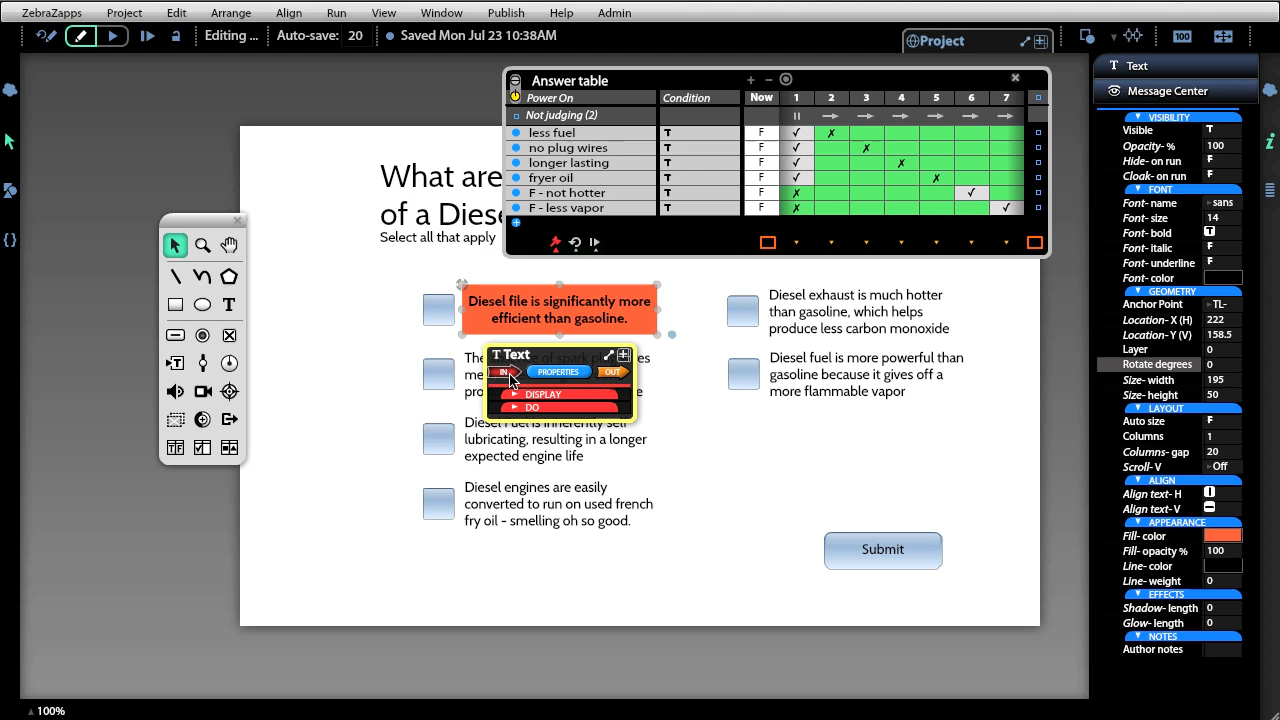 ZebraZapps Project Edit Arrange Align Run View Window Publish Help Admin
Editing ... Auto-save: 20 Saved Mon Jul 23 10:38AM
Project
100
Answer table
Power On Condition Now 1 2 3 4 5 6 7
Not judging (2)
less fuel T F
no plug wires T F
longer lasting T F
fryer oil T F
F - not hotter T F
F - less vapor T F
What are
of a Diese
Select all that apply
Diesel file is significantly more
efficient than gasoline.
Text
IN PROPERTIES OUT
DISPLAY
DO
Diesel Fuel is inherently self
lubricating, resulting in a longer
expected engine life
Diesel engines are easily
converted to run on used french
fry oil - smelling oh so good.
Diesel exhaust is much hotter
than gasoline, which helps
produce less carbon monoxide
Diesel fuel is more powerful than
gasoline because it gives off a
more flammable vapor
Submit
T Text
Message Center
VISIBILITY
Visible T
Opacity- % 100
Hide- on run F
Cloak- on run F
FONT
Font- name sans
Font- size 14
Font- bold T
Font- italic F
Font- underline F
Font- color
GEOMETRY
Anchor Point TL-
Location- X (H) 222
Location- Y (V) 158.5
Layer 0
Rotate degrees 0
Size- width 195
Size- height 50
LAYOUT
Auto size F
Columns 1
Columns- gap 20
Scroll- V Off
ALIGN
Align text- H
Align text- V
APPEARANCE
Fill- color
Fill- opacity % 100
Line- color
Line- weight 0
EFFECTS
Shadow- length 0
Glow- length 0
NOTES
Author notes
100%